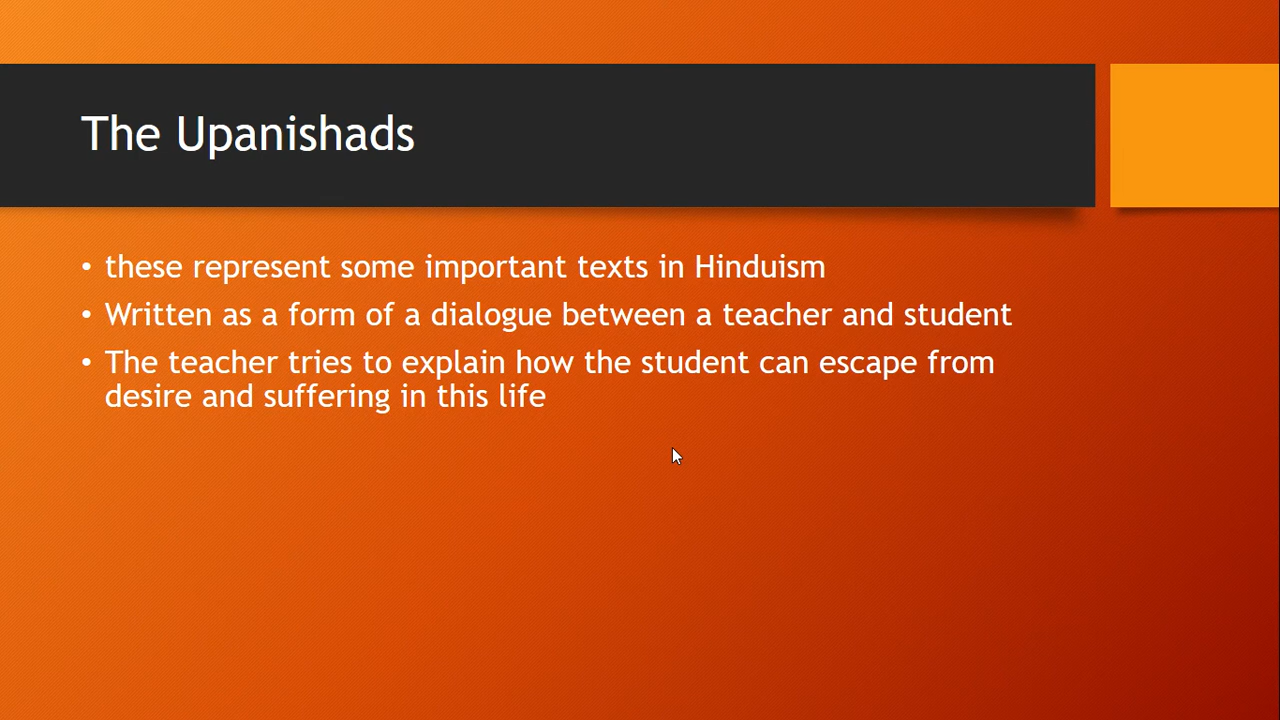 The Upanishads
• these represent some important texts in Hinduism
• Written as a form of a dialogue between a teacher and student
• The teacher tries to explain how the student can escape from
desire and suffering in this life